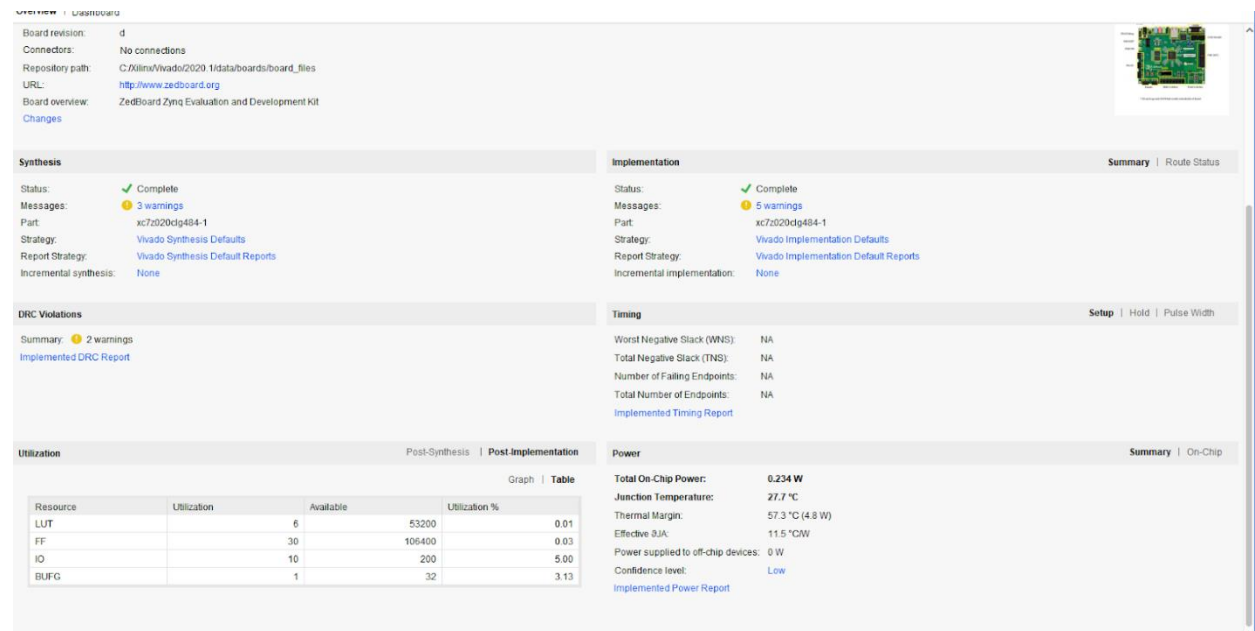 Overview | Dashboard
Board revision: d
Connectors: No connections
Repository path: C:/Xilinx/Vivado/2020.1/data/boards/board_files
URL: http://www.zedboard.org
Board overview: ZedBoard Zynq Evaluation and Development Kit
Changes
Synthesis
Status: Complete
Messages: 3 warnings
Part: xc7z020clg484-1
Strategy: Vivado Synthesis Defaults
Report Strategy: Vivado Synthesis Default Reports
Incremental synthesis: None
Implementation Summary | Route Status
Status: Complete
Messages: 5 warnings
Part: xc7z020clg484-1
Strategy: Vivado Implementation Defaults
Report Strategy: Vivado Implementation Default Reports
Incremental implementation: None
DRC Violations
Summary: 2 warnings
Implemented DRC Report
Timing Setup | Hold | Pulse Width
Worst Negative Slack (WNS): NA
Total Negative Slack (TNS): NA
Number of Failing Endpoints: NA
Total Number of Endpoints: NA
Implemented Timing Report
Utilization Post-Synthesis | Post-Implementation
Graph | Table
Resource Utilization Available Utilization %
LUT 6 53200 0.01
FF 30 106400 0.03
IO 10 200 5.00
BUFG 1 32 3.13
Power Summary | On-Chip
Total On-Chip Power: 0.234 W
Junction Temperature: 27.7 °C
Thermal Margin: 57.3 °C (4.8 W)
Effective ϑJA: 11.5 °C/W
Power supplied to off-chip devices: 0 W
Confidence level: Low
Implemented Power Report